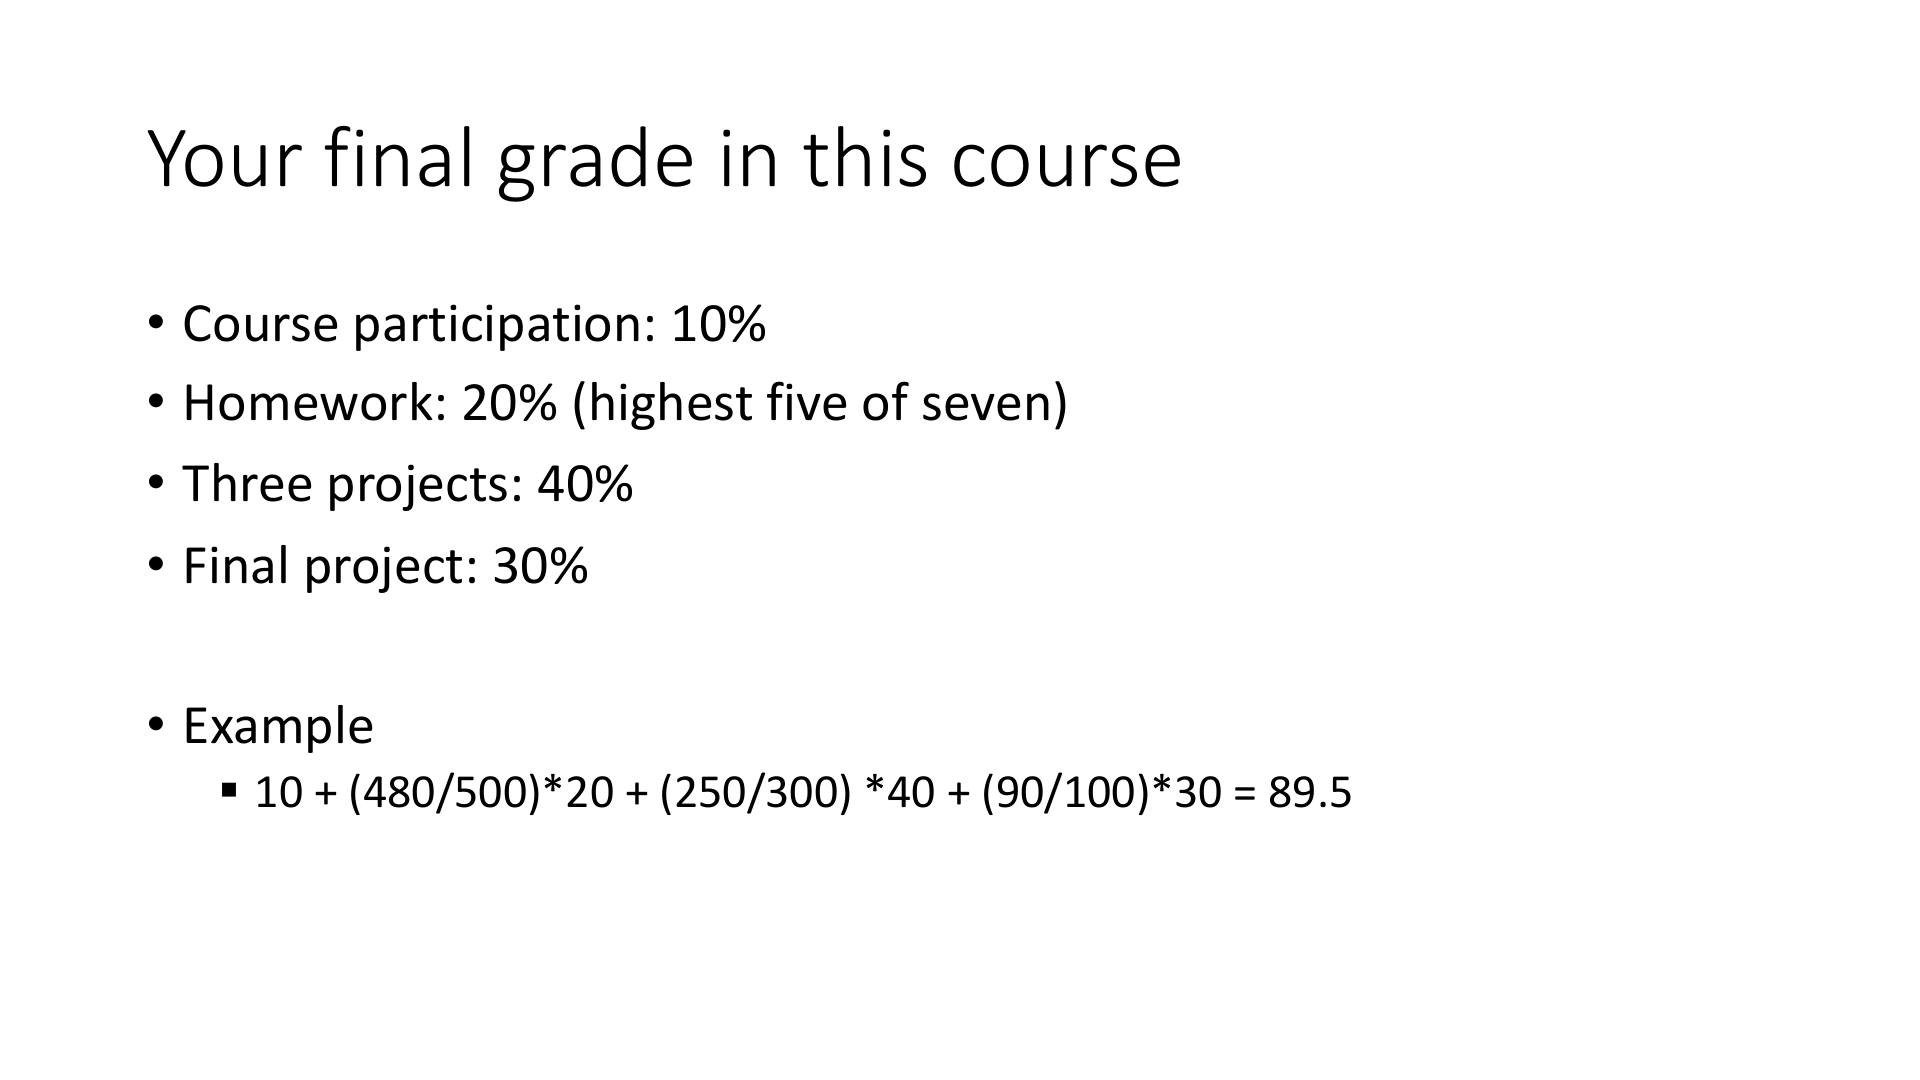 Your final grade in this course
• Course participation: 10%
• Homework: 20% (highest five of seven)
• Three projects: 40%
• Final project: 30%
• Example
▪ 10 + (480/500)*20 + (250/300) *40 + (90/100)*30 = 89.5